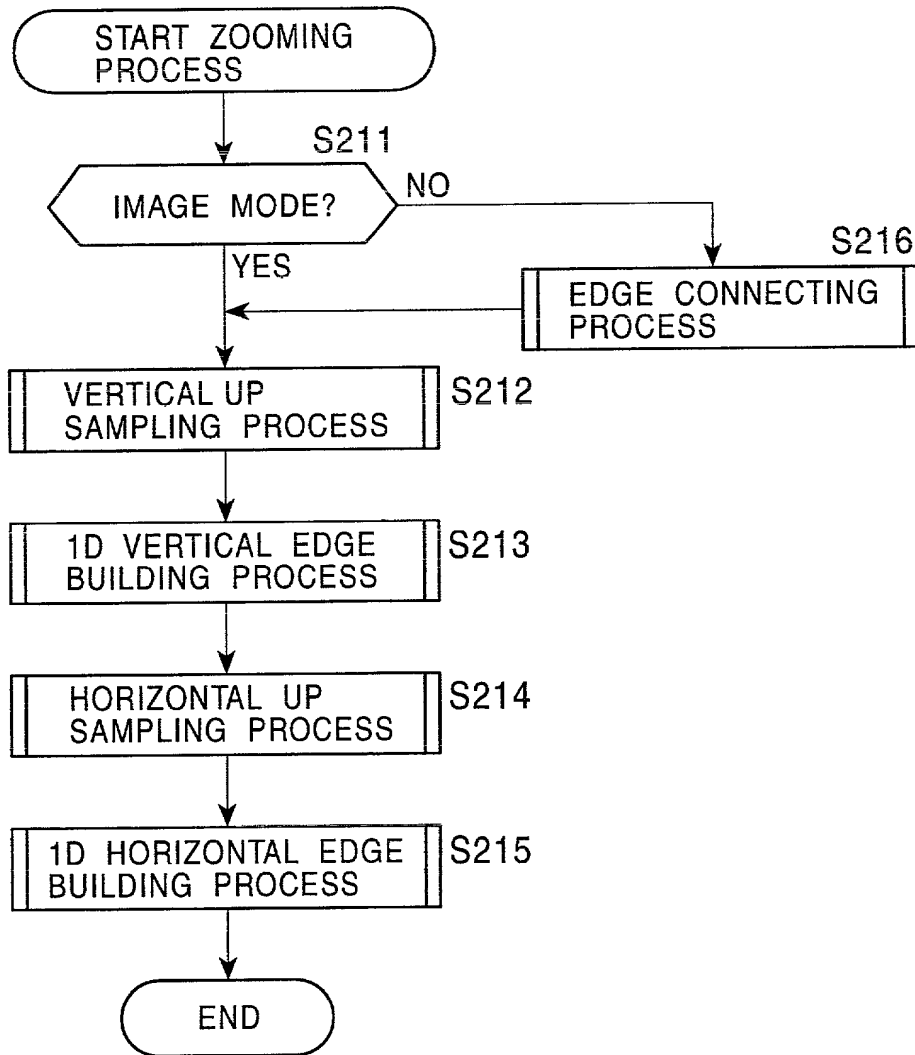 START ZOOMING
PROCESS
S211
IMAGE MODE?
NO
YES
S216
EDGE CONNECTING
PROCESS
VERTICAL UP
SAMPLING PROCESS
S212
1D VERTICAL EDGE
BUILDING PROCESS
S213
HORIZONTAL UP
SAMPLING PROCESS
S214
1D HORIZONTAL EDGE
BUILDING PROCESS
S215
END